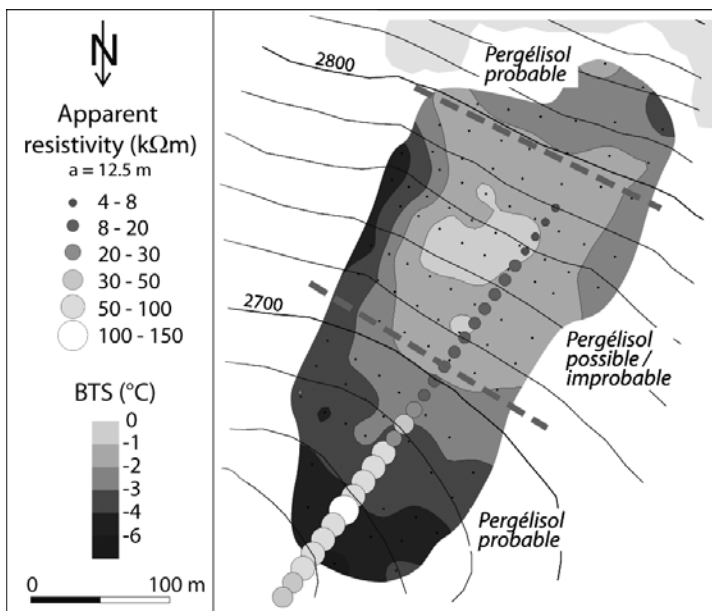 N
Apparent
resistivity (kΩm)
a = 12.5 m
4 - 8
8 - 20
20 - 30
30 - 50
50 - 100
100 - 150
BTS (°C)
0
-1
-2
-3
-4
-6
0 100 m
Pergélisol
probable
2800
2700
Pergélisol
possible /
improbable
Pergélisol
probable